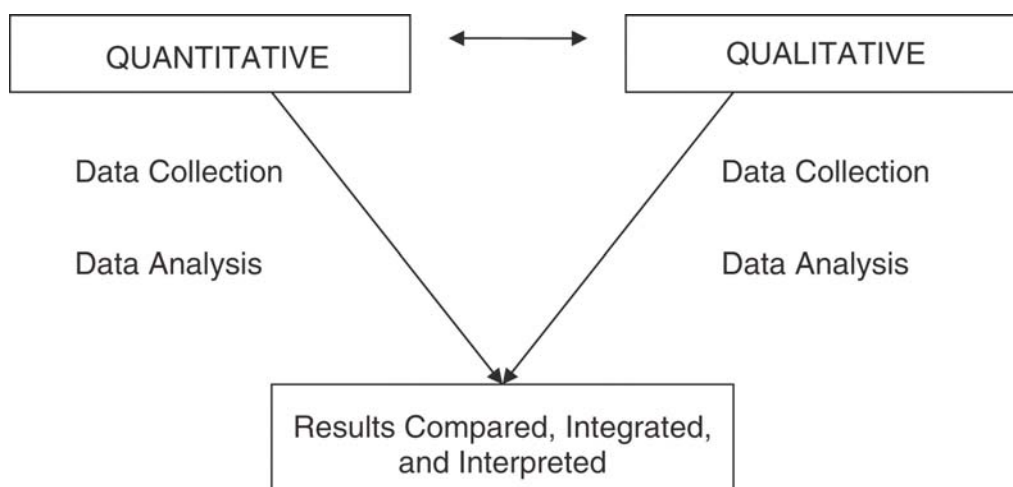 QUANTITATIVE
QUALITATIVE
Data Collection
Data Collection
Data Analysis
Data Analysis
Results Compared, Integrated,
and Interpreted